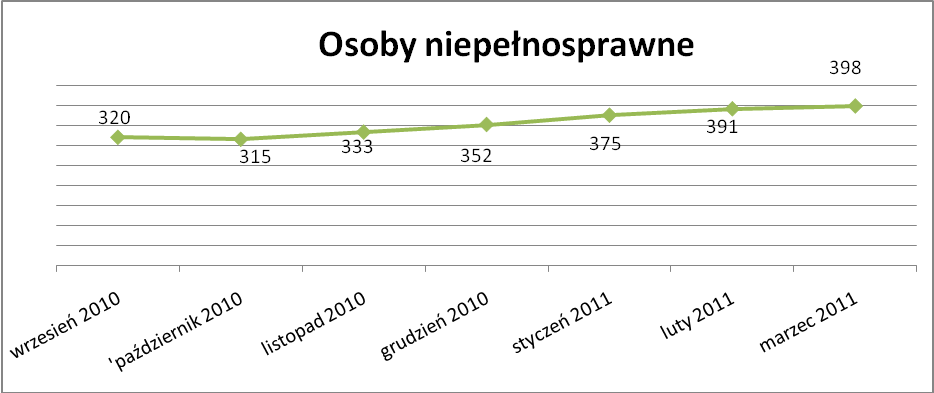 Osoby niepełnosprawne
320
315
333
352
375
391
398
wrzesień 2010
'październik 2010
listopad 2010
grudzień 2010
styczeń 2011
luty 2011
marzec 2011